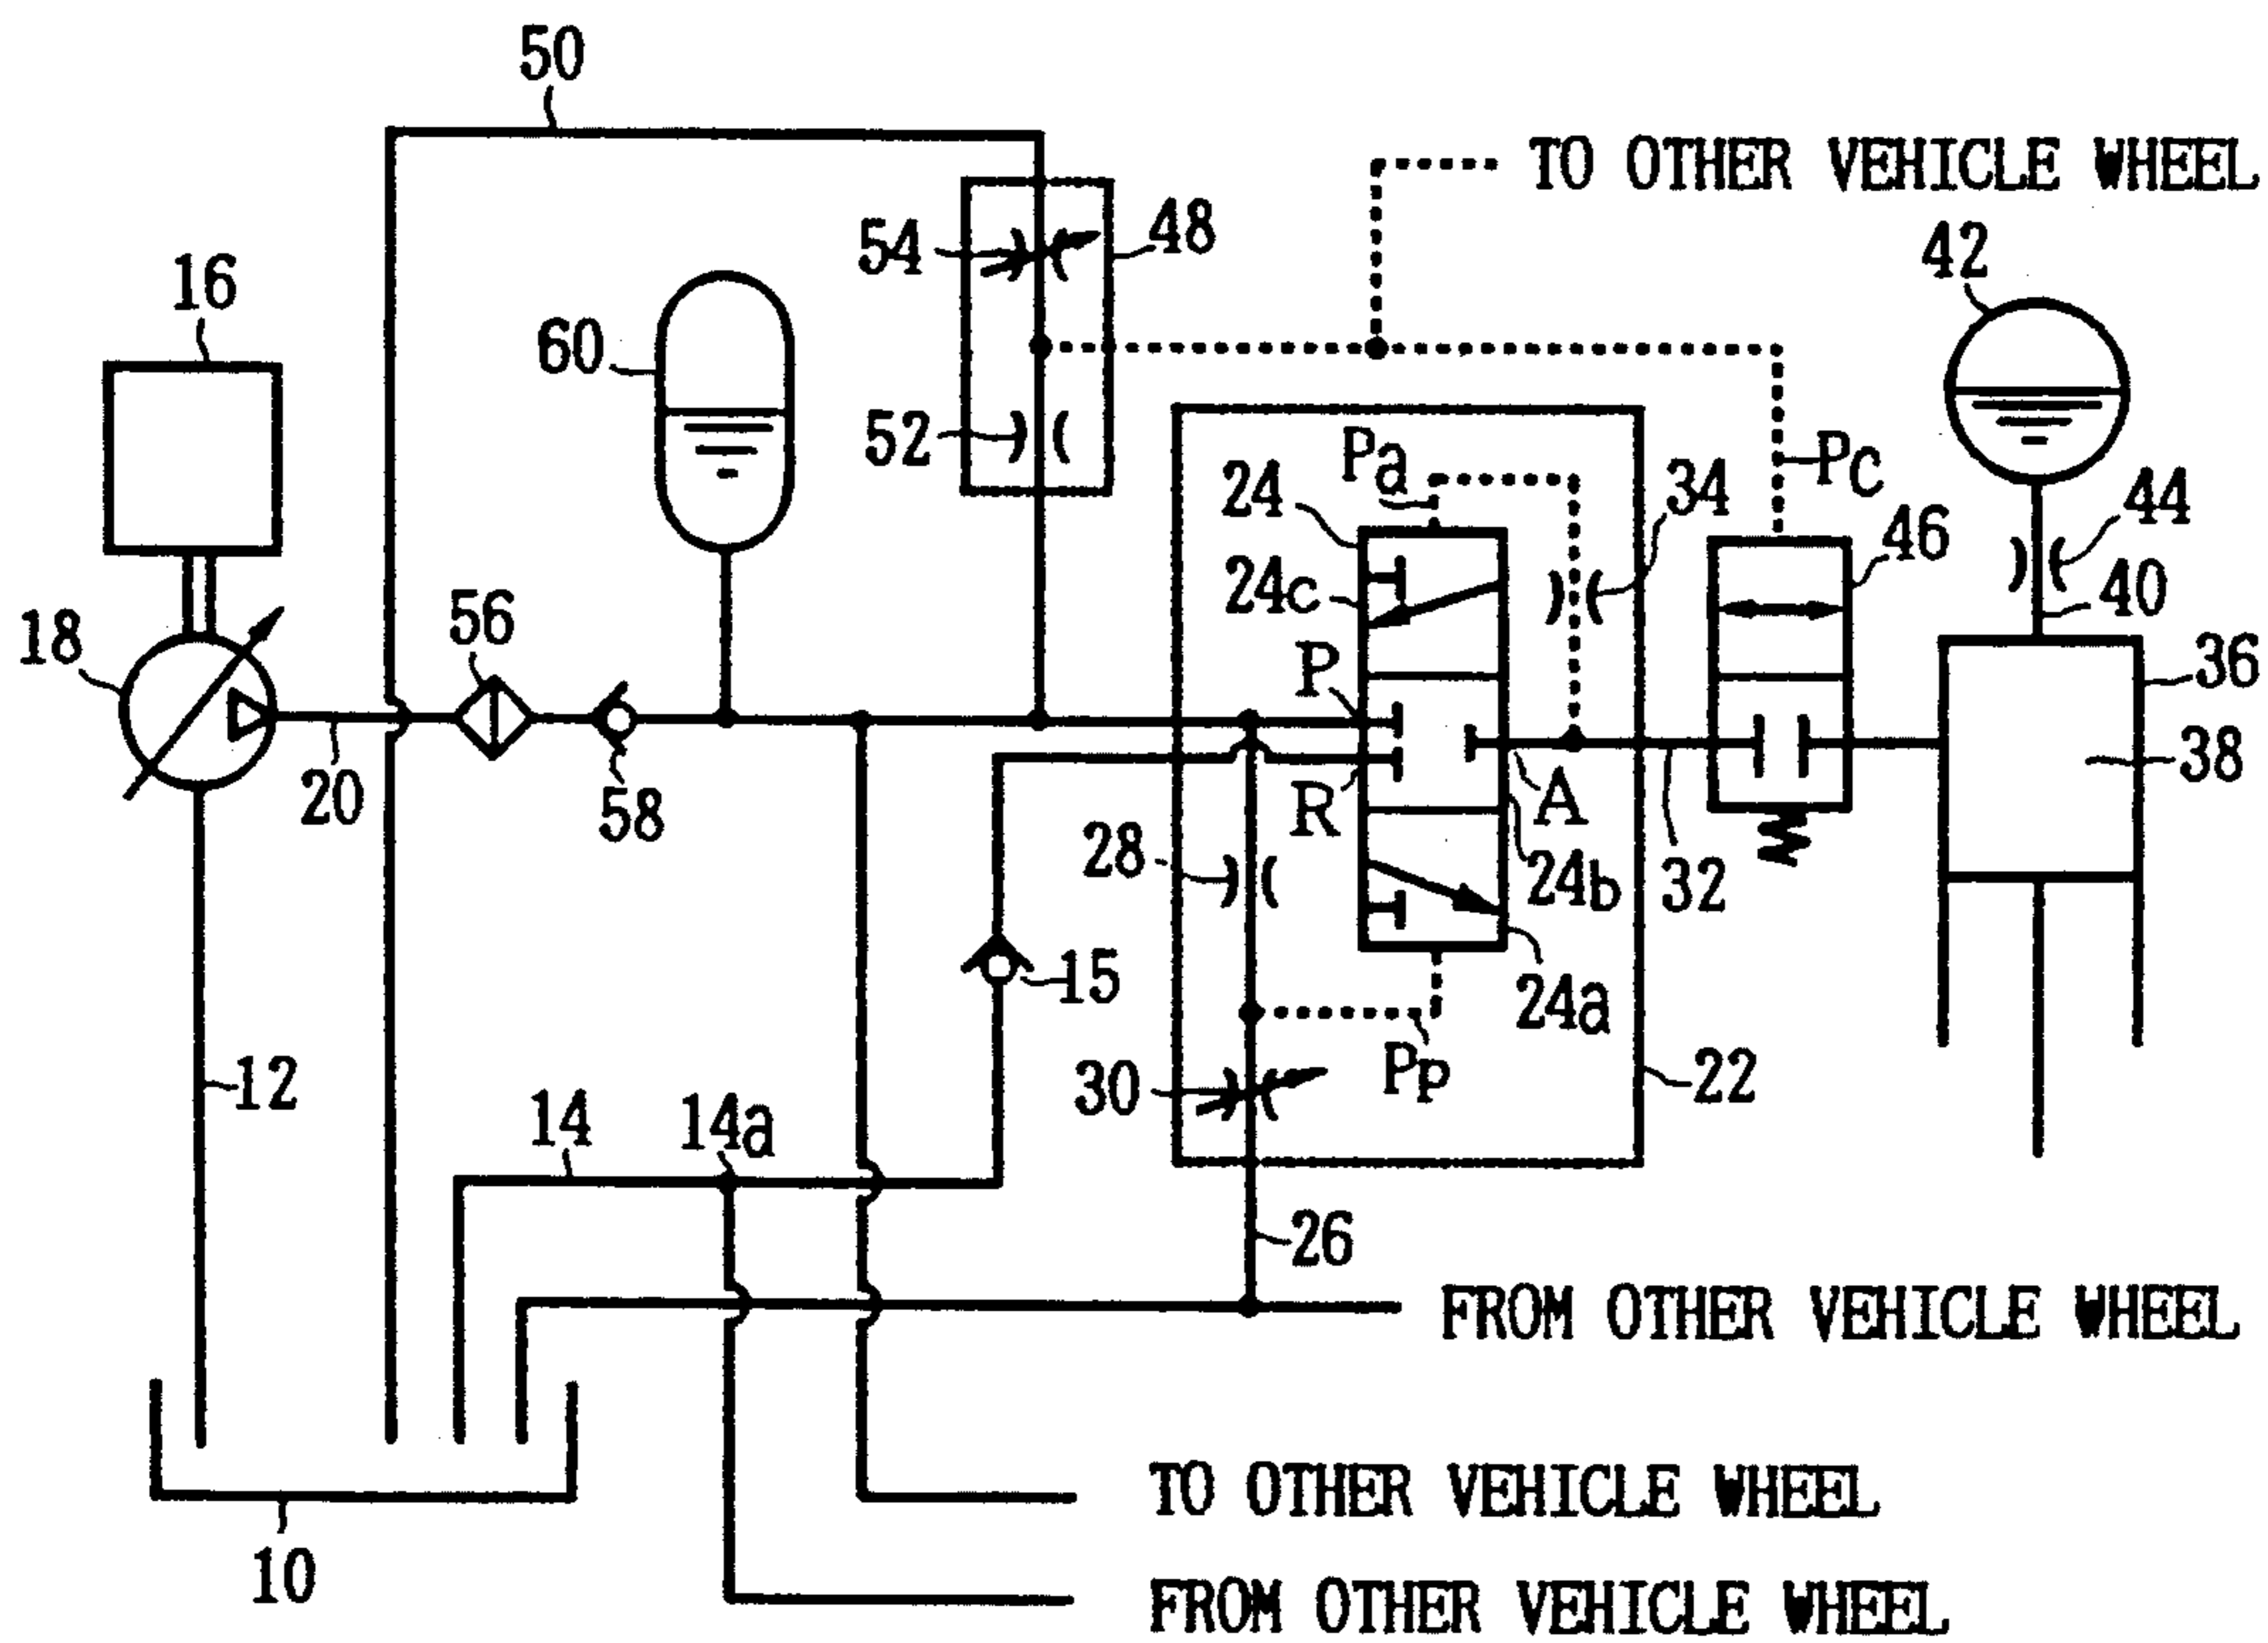 50
TO OTHER VEHICLE WHEEL
54
48
42
16
60
52
Pa
24
34
PC
44
46
24c
40
18
56
P
36
38
20
58
R
A
28
24b
32
15
24a
12
14
14a
30
PP
22
26
FROM OTHER VEHICLE WHEEL
TO OTHER VEHICLE WHEEL
10
FROM OTHER VEHICLE WHEEL